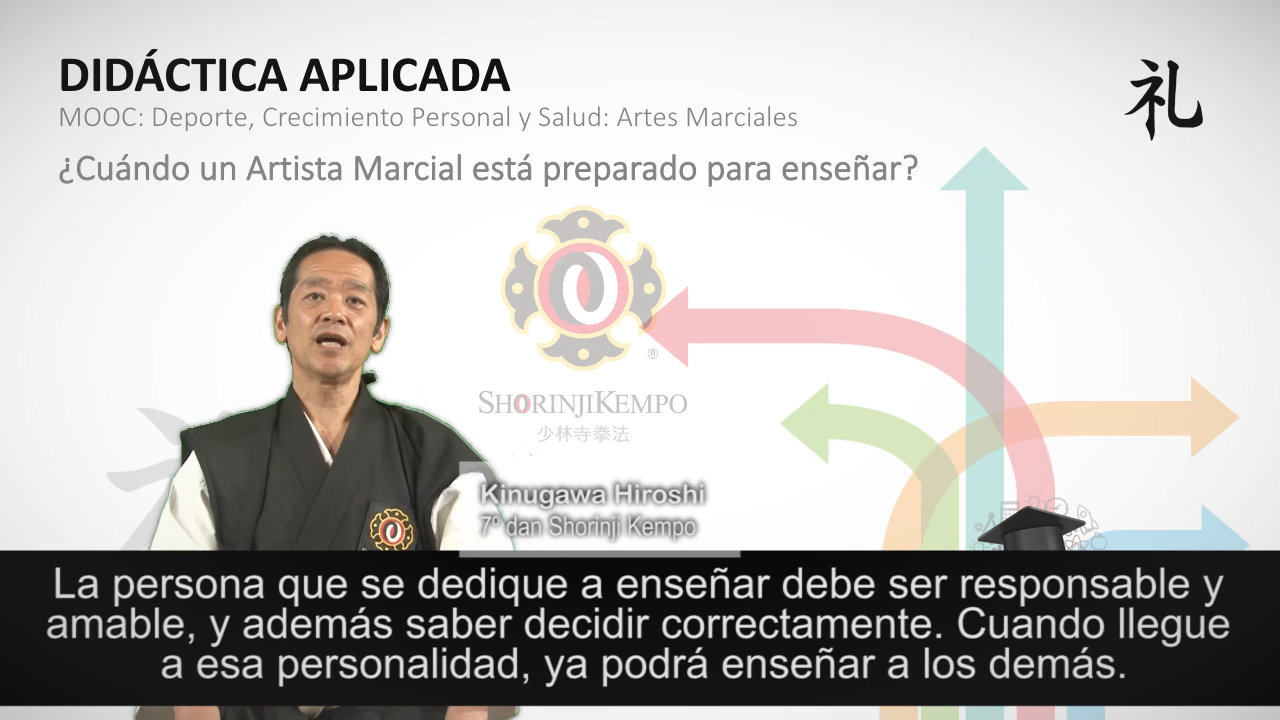 DIDÁCTICA APLICADA
MOOC: Deporte, Crecimiento Personal y Salud: Artes Marciales
¿Cuándo un Artista Marcial está preparado para enseñar?
礼
®
SHORINJIKEMPO
少林寺拳法
Kinugawa Hiroshi
7º dan Shorinji Kempo
La persona que se dedique a enseñar debe ser responsable y
amable, y además saber decidir correctamente. Cuando llegue
a esa personalidad, ya podrá enseñar a los demás.